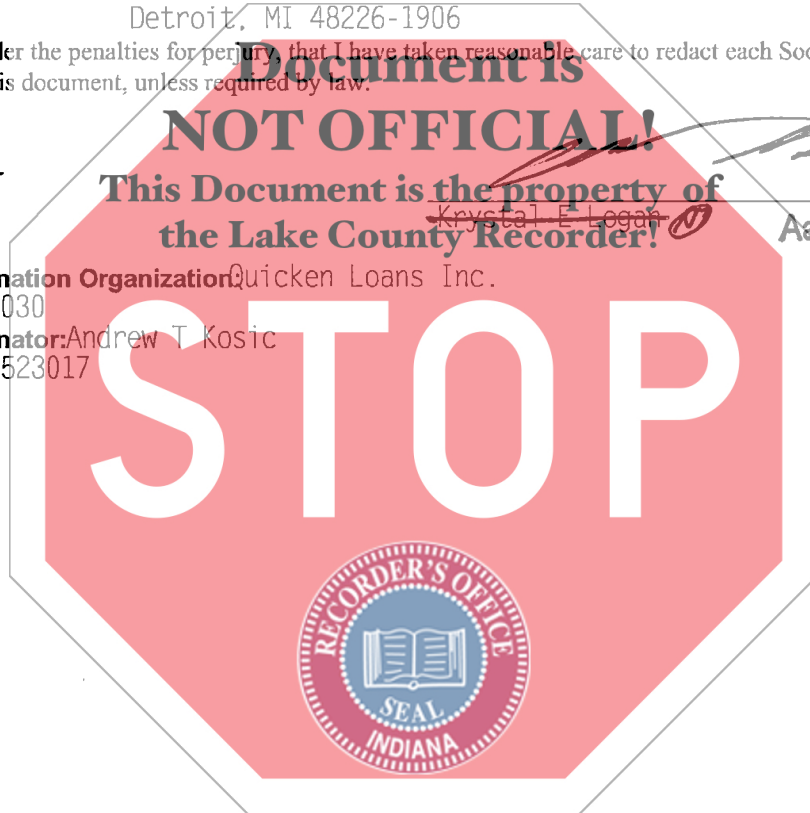 Detroit, MI 48226-1906
er the penalties for perjury, that I have taken reasonable care to redact each Soc
is document, unless required by law.
Document is
NOT OFFICIAL!
This Document is the property of
the Lake County Recorder!
Krystal E Logan
Aa
nation Organization:Quicken Loans Inc.
030
nator:Andrew T Kosic
523017
STOP
RECORDER'S OFFICE
SEAL
INDIANA